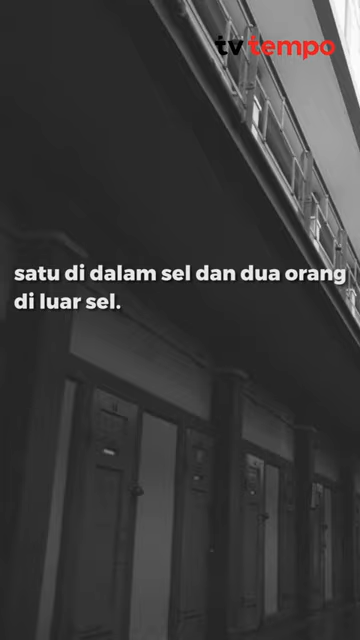 tv tempo
satu di dalam sel dan dua orang
di luar sel.